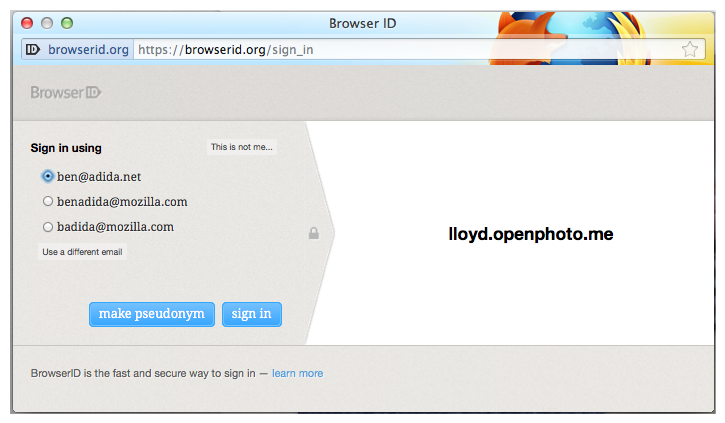 Browser ID
browserid.org https://browserid.org/sign_in
BrowserID
Sign in using This is not me...
ben@adida.net
benadida@mozilla.com
badida@mozilla.com
Use a different email
lloyd.openphoto.me
make pseudonym sign in
BrowserID is the fast and secure way to sign in — learn more